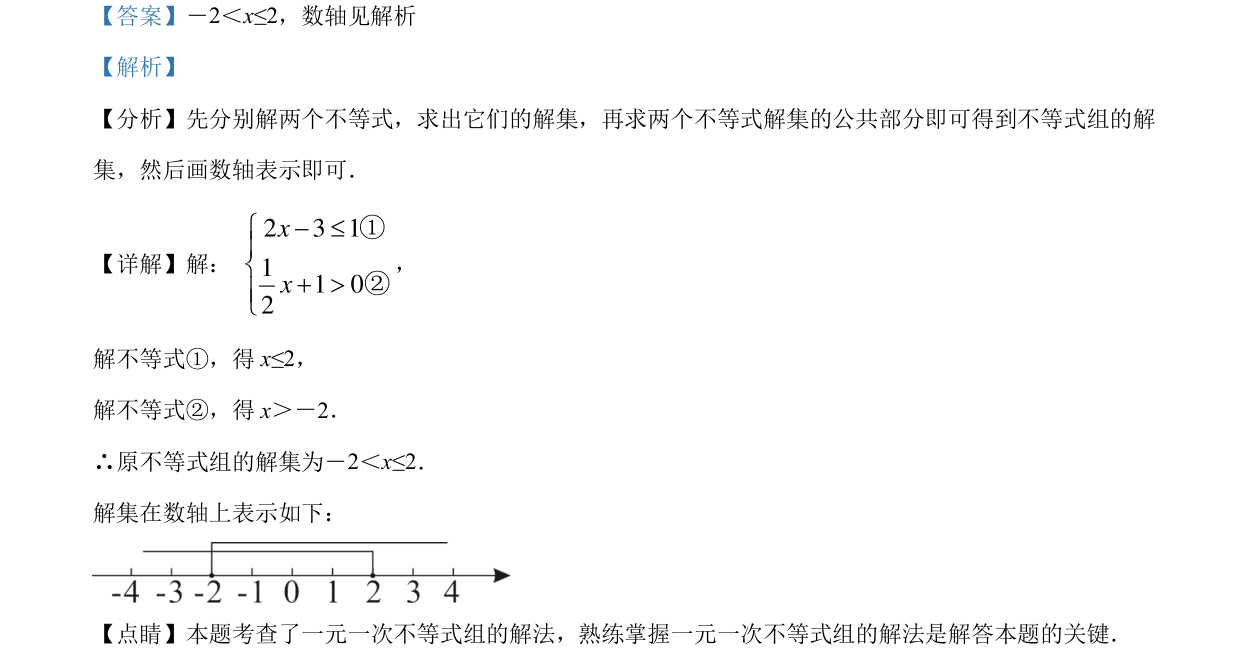 【答案】－2＜x≤2，数轴见解析
【解析】
【分析】先分别解两个不等式，求出它们的解集，再求两个不等式解集的公共部分即可得到不等式组的解
集，然后画数轴表示即可．
【详解】解：{2x－3≤1① 1/2 x+1>0②，
解不等式①，得 x≤2，
解不等式②，得 x＞－2．
∴原不等式组的解集为－2＜x≤2．
解集在数轴上表示如下：
-4 -3 -2 -1 0 1 2 3 4
【点睛】本题考查了一元一次不等式组的解法，熟练掌握一元一次不等式组的解法是解答本题的关键．